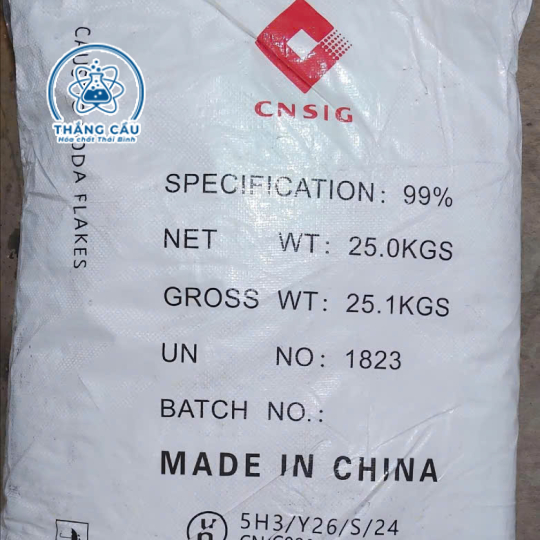 THẮNG CẦU
Hóa chất Thái Bình
FLAKES
CNSIG
SPECIFICATION: 99%
NET WT: 25.0KGS
GROSS WT: 25.1KGS
UN NO: 1823
BATCH NO.:
MADE IN CHINA
5H3/Y26/S/24